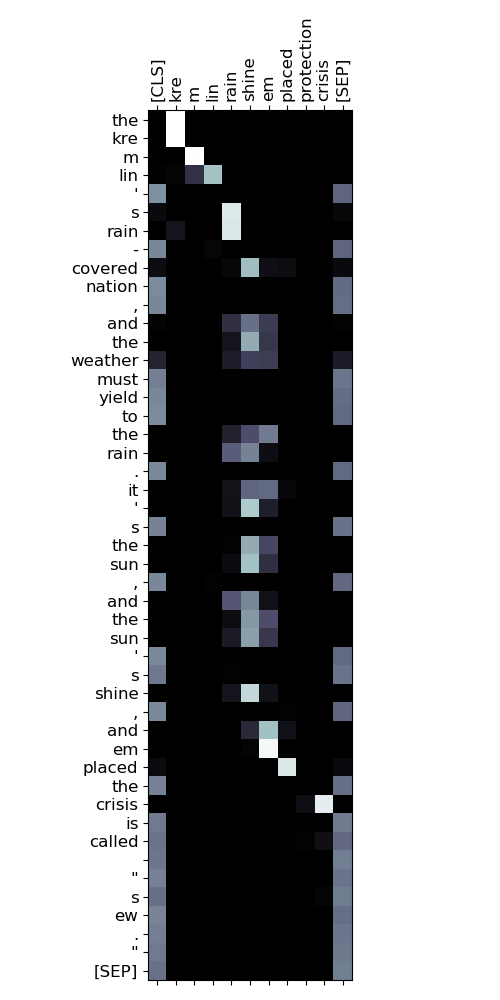 [CLS]
kre
m
lin
rain
shine
em
placed
protection
crisis
[SEP]
the
kre
m
lin
'
s
rain
-
covered
nation
,
and
the
weather
must
yield
to
the
rain
.
it
'
s
the
sun
,
and
the
sun
'
s
shine
,
and
em
placed
the
crisis
is
called
"
s
ew
.
"
[SEP]